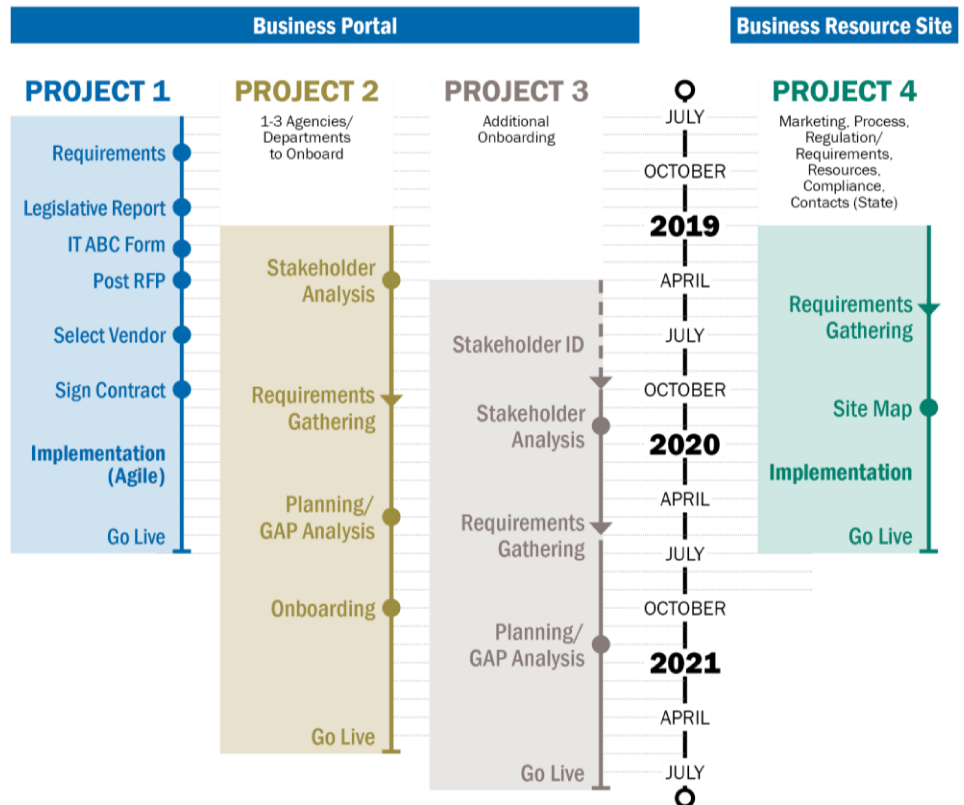 Business Portal
Business Resource Site
PROJECT 1
Requirements
Legislative Report
IT ABC Form
Post RFP
Select Vendor
Sign Contract
Implementation
(Agile)
Go Live
PROJECT 2
1-3 Agencies/
Departments
to Onboard
Stakeholder
Analysis
Requirements
Gathering
Planning/
GAP Analysis
Onboarding
Go Live
PROJECT 3
Additional
Onboarding
Stakeholder ID
Stakeholder
Analysis
Requirements
Gathering
Planning/
GAP Analysis
Go Live
JULY
OCTOBER
2019
APRIL
JULY
OCTOBER
2020
APRIL
JULY
OCTOBER
2021
APRIL
JULY
PROJECT 4
Marketing, Process,
Regulation/
Requirements,
Resources,
Compliance,
Contacts (State)
Requirements
Gathering
Site Map
Implementation
Go Live